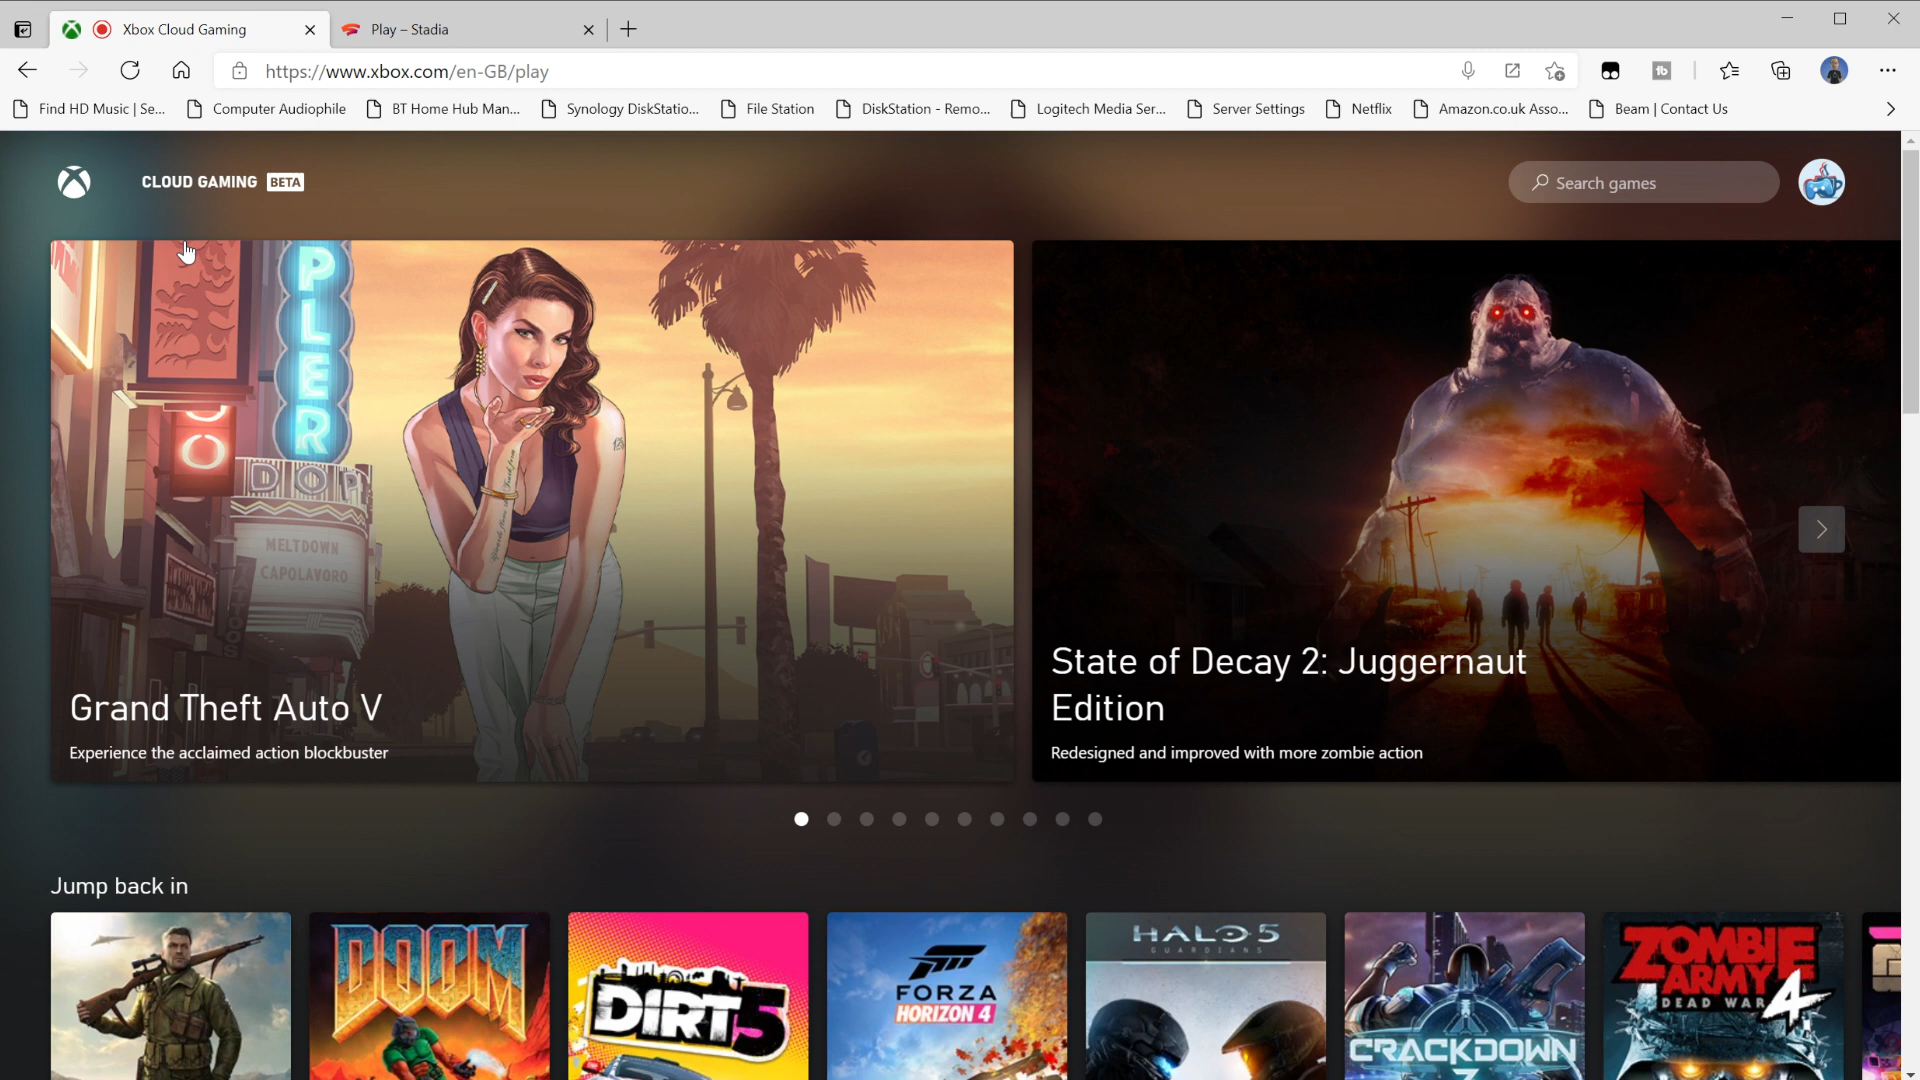 Xbox Cloud Gaming
Play – Stadia
https://www.xbox.com/en-GB/play
Find HD Music | Se...
Computer Audiophile
BT Home Hub Man...
Synology DiskStatio...
File Station
DiskStation - Remo...
Logitech Media Ser...
Server Settings
Netflix
Amazon.co.uk Asso...
Beam | Contact Us
CLOUD GAMING BETA
Search games
PLER
DOP
MELTDOWN
CAPOLAVORO
Grand Theft Auto V
Experience the acclaimed action blockbuster
State of Decay 2: Juggernaut
Edition
Redesigned and improved with more zombie action
Jump back in
DOOM
DIRT 5
FORZA
HORIZON 4
HALO 5
GUARDIANS
CRACKDOWN
ZOMBIE
ARMY 4
DEAD WAR